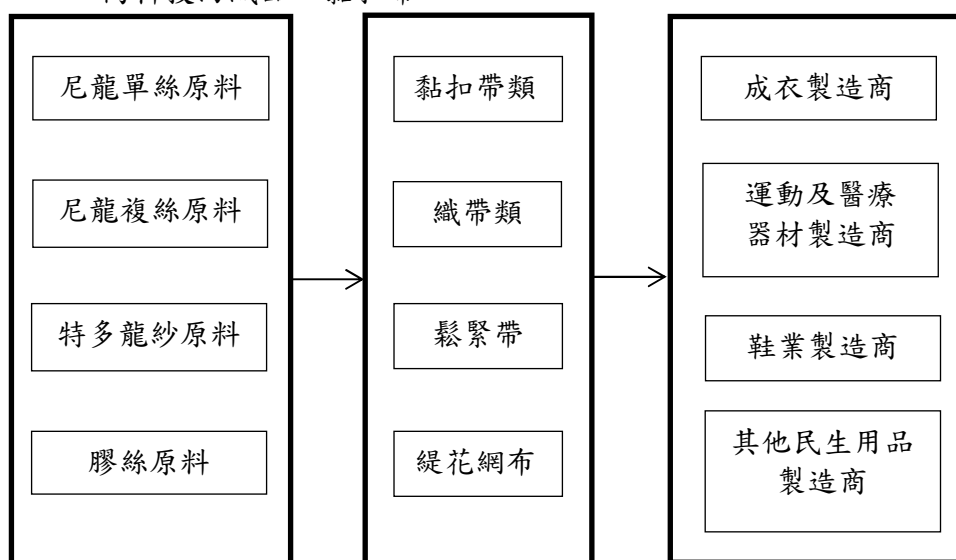 尼龍單絲原料
尼龍複絲原料
特多龍紗原料
膠絲原料
黏扣帶類
織帶類
鬆緊帶
緹花網布
成衣製造商
運動及醫療
器材製造商
鞋業製造商
其他民生用品
製造商